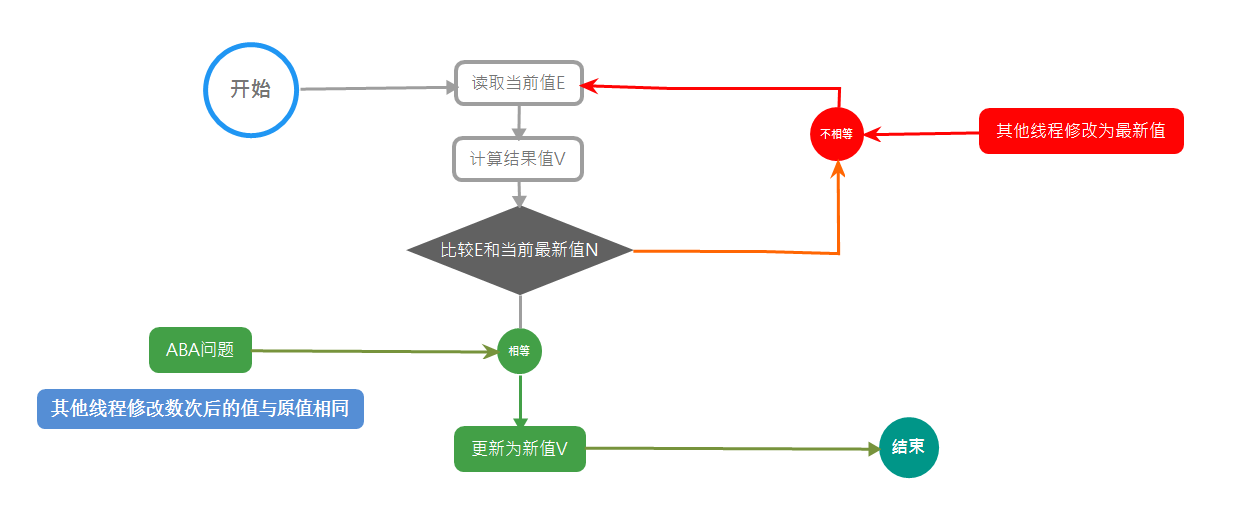 开始
读取当前值E
不相等
其他线程修改为最新值
计算结果值V
比较E和当前最新值N
ABA问题
相等
其他线程修改数次后的值与原值相同
更新为新值V
结束